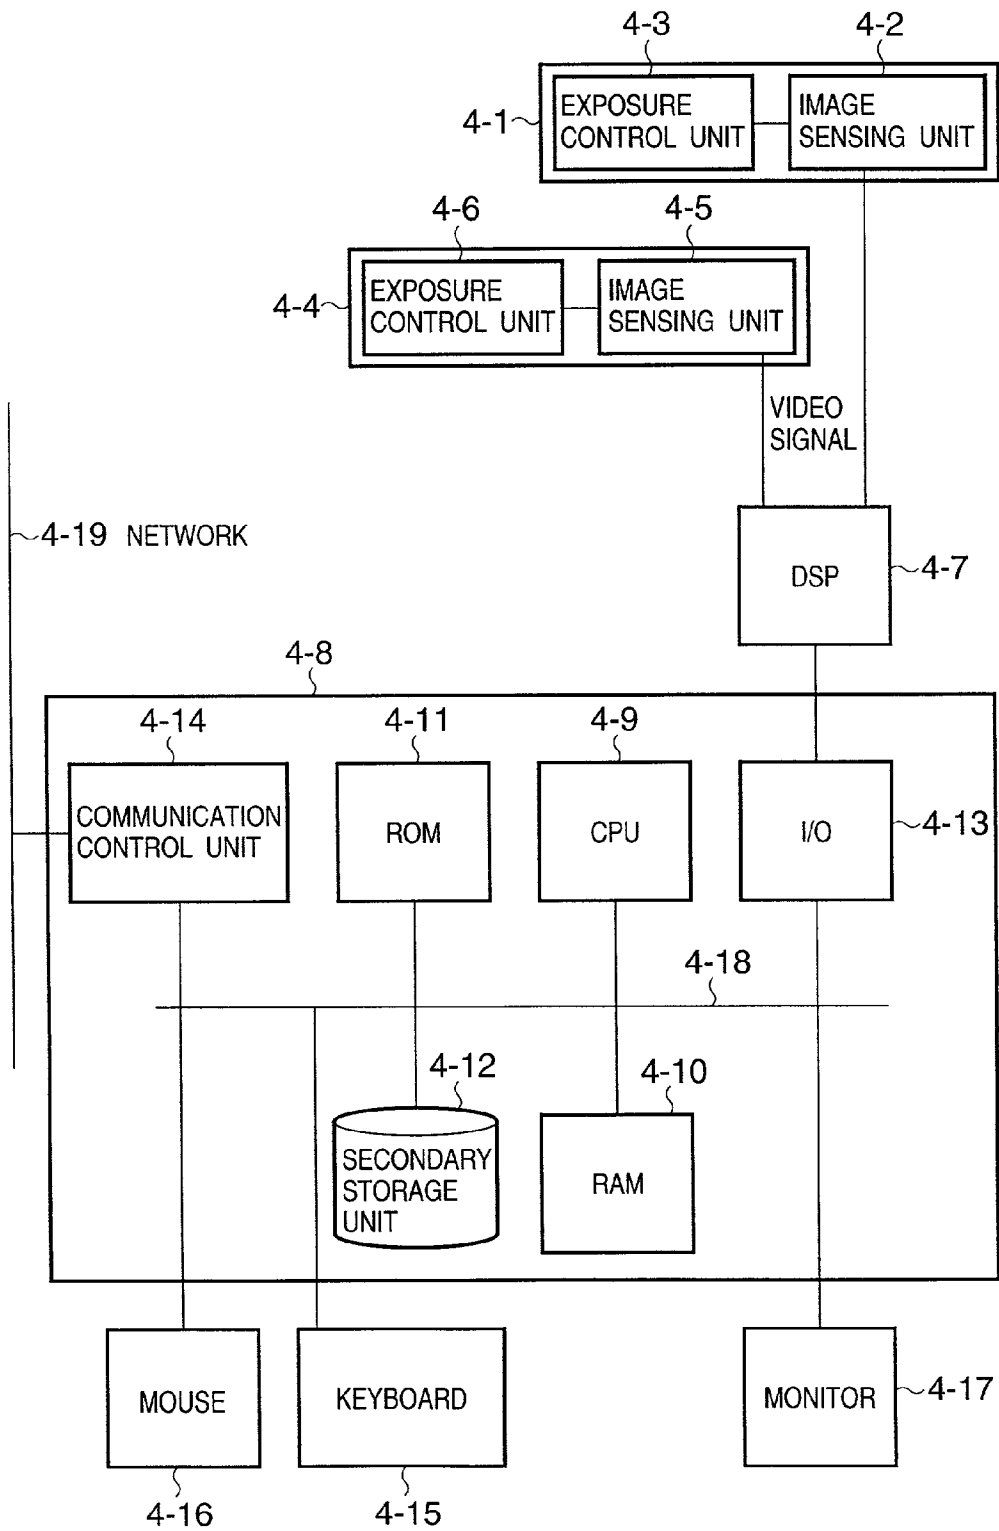 4-3
4-2
4-1
EXPOSURE
CONTROL UNIT
IMAGE
SENSING UNIT
4-6
4-5
4-4
EXPOSURE
CONTROL UNIT
IMAGE
SENSING UNIT
VIDEO
SIGNAL
4-19 NETWORK
DSP
4-7
4-8
4-14
4-11
4-9
COMMUNICATION
CONTROL UNIT
ROM
CPU
I/O
4-13
4-18
4-12
4-10
SECONDARY
STORAGE
UNIT
RAM
MOUSE
KEYBOARD
MONITOR
4-17
4-16
4-15